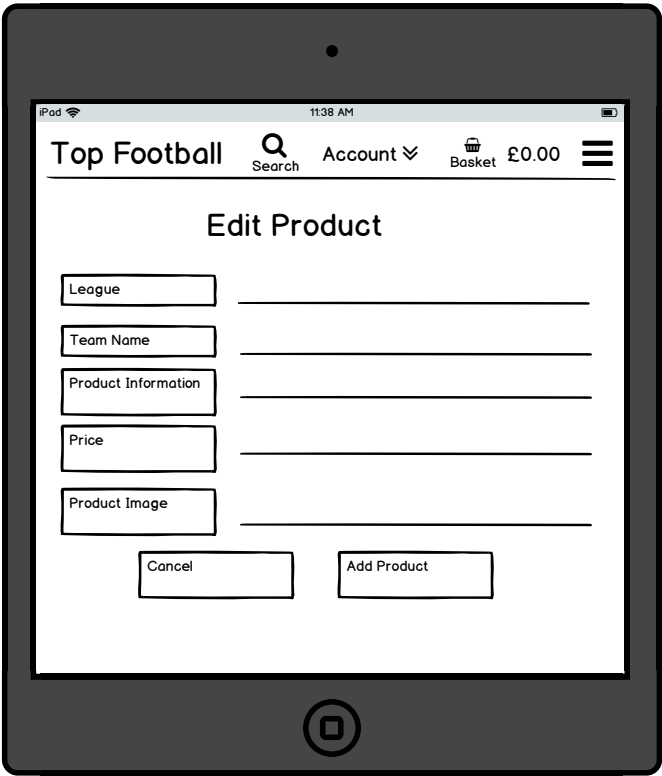 iPad 11:38 AM
Top Football Search Account Basket £0.00
Edit Product
League
Team Name
Product Information
Price
Product Image
Cancel Add Product